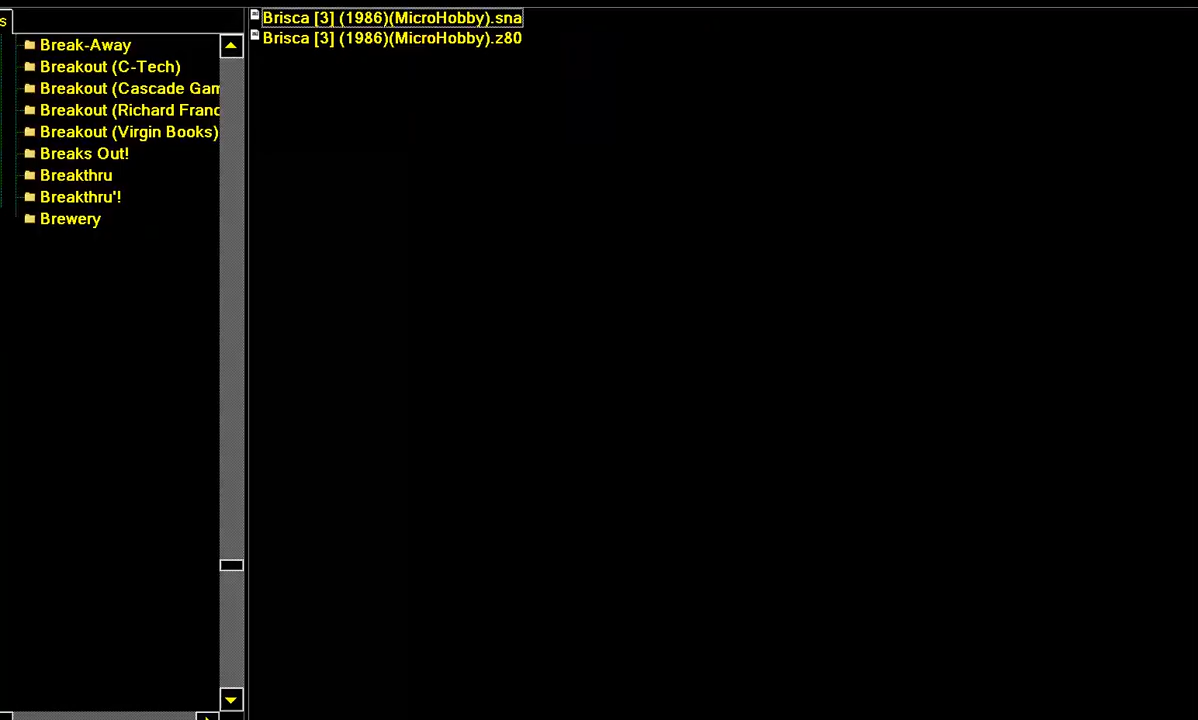 s
Break-Away
Breakout (C-Tech)
Breakout (Cascade Gam
Breakout (Richard Franc
Breakout (Virgin Books)
Breaks Out!
Breakthru
Breakthru'!
Brewery
Brisca [3] (1986)(MicroHobby).sna
Brisca [3] (1986)(MicroHobby).z80